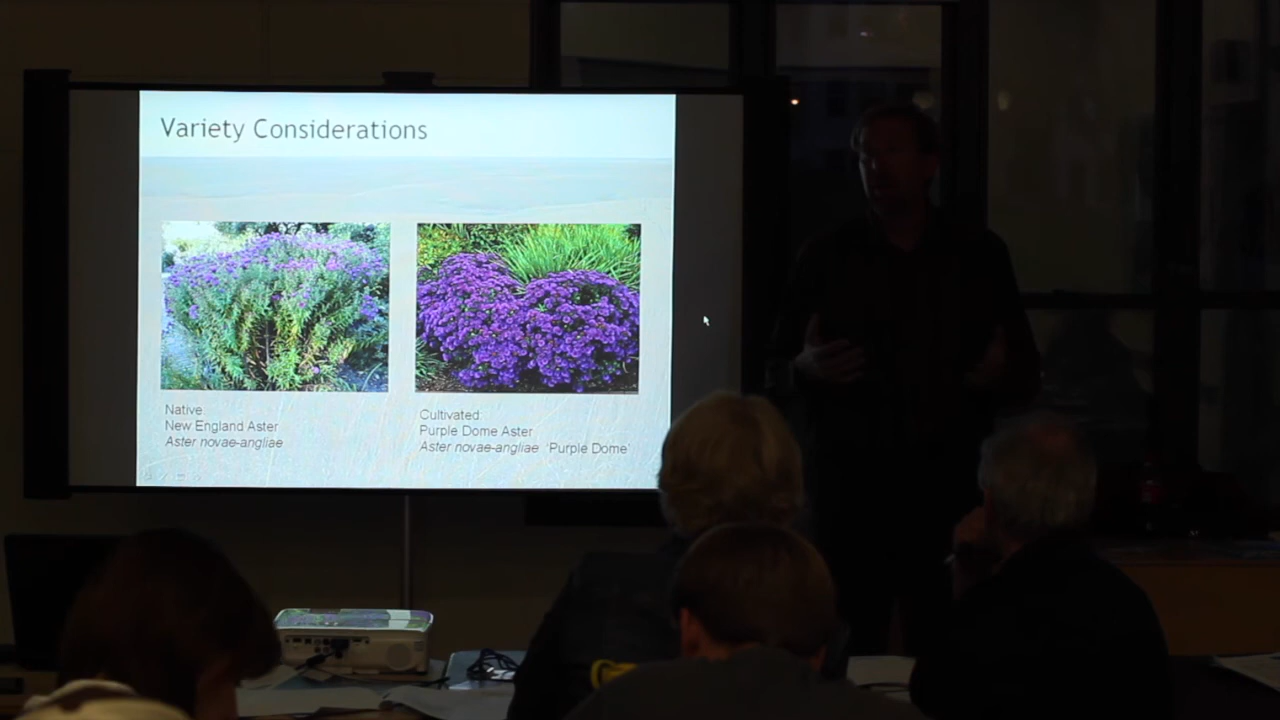 Variety Considerations
Native:
New England Aster
Aster novae-angliae
Cultivated:
Purple Dome Aster
Aster novae-angliae 'Purple Dome'